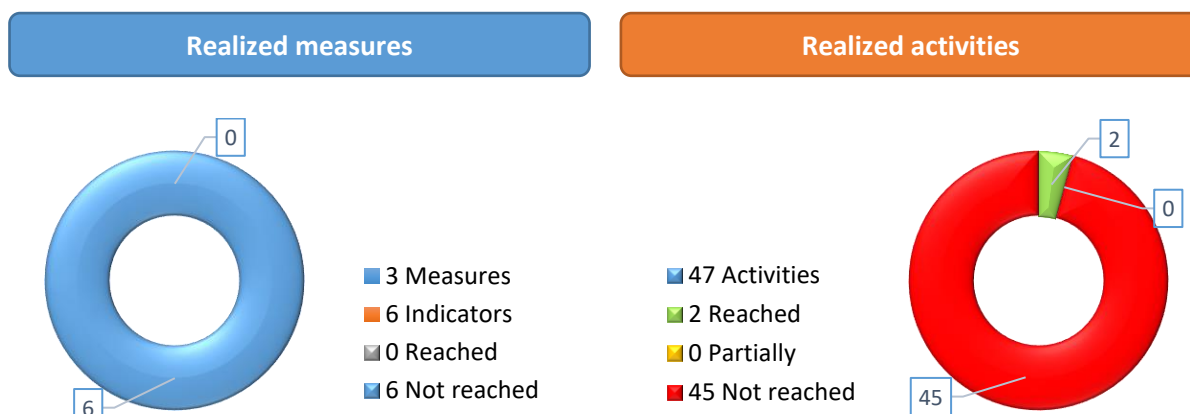 Realized measures
0
3 Measures
6 Indicators
0 Reached
6 Not reached
6
Realized activities
2
0
47 Activities
2 Reached
0 Partially
45 Not reached
45